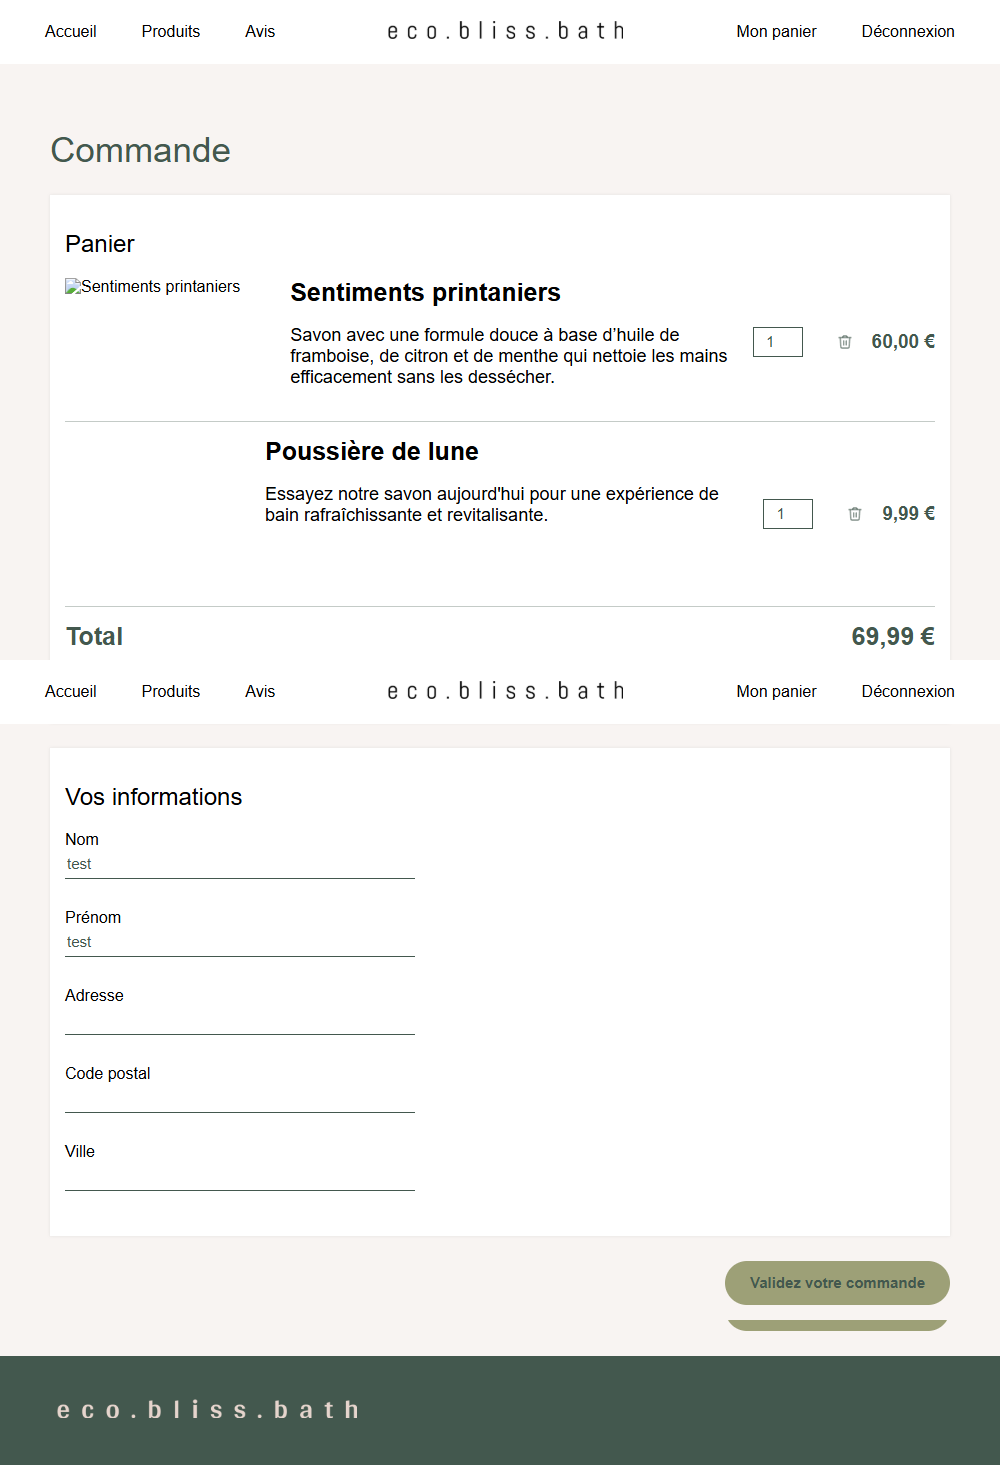 Accueil Produits Avis eco.bliss.bath Mon panier Déconnexion
Commande
Panier
Sentiments printaniers
Sentiments printaniers
Savon avec une formule douce à base d’huile de
framboise, de citron et de menthe qui nettoie les mains
efficacement sans les dessécher.
1 60,00 €
Poussière de lune
Essayez notre savon aujourd'hui pour une expérience de
bain rafraîchissante et revitalisante.
1 9,99 €
Total 69,99 €
Accueil Produits Avis eco.bliss.bath Mon panier Déconnexion
Vos informations
Nom
test
Prénom
test
Adresse
Code postal
Ville
Validez votre commande
eco.bliss.bath